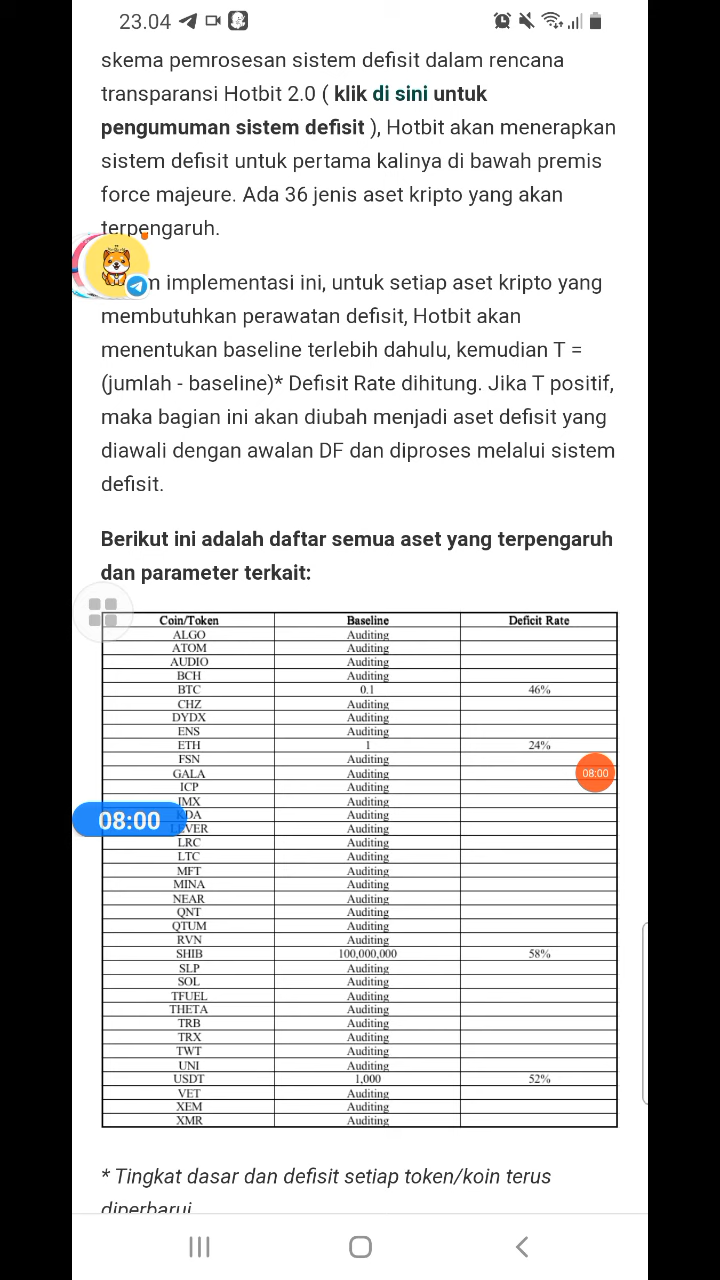 23.04
skema pemrosesan sistem defisit dalam rencana
transparansi Hotbit 2.0 ( klik di sini untuk
pengumuman sistem defisit ), Hotbit akan menerapkan
sistem defisit untuk pertama kalinya di bawah premis
force majeure. Ada 36 jenis aset kripto yang akan
terpengaruh.
m implementasi ini, untuk setiap aset kripto yang
membutuhkan perawatan defisit, Hotbit akan
menentukan baseline terlebih dahulu, kemudian T =
(jumlah - baseline)* Defisit Rate dihitung. Jika T positif,
maka bagian ini akan diubah menjadi aset defisit yang
diawali dengan awalan DF dan diproses melalui sistem
defisit.
Berikut ini adalah daftar semua aset yang terpengaruh
dan parameter terkait:
Coin/Token Baseline Deficit Rate
ALGO Auditing
ATOM Auditing
AUDIO Auditing
BCH Auditing
BTC 0.1 46%
CHZ Auditing
DYDX Auditing
ENS Auditing
ETH 1 24%
FSN Auditing
GALA Auditing
08:00
ICP Auditing
IMX Auditing
KDA Auditing
08:00
LEVER Auditing
LRC Auditing
LTC Auditing
MFT Auditing
MINA Auditing
NEAR Auditing
QNT Auditing
QTUM Auditing
RVN Auditing
SHIB 100,000,000 58%
SLP Auditing
SOL Auditing
TFUEL Auditing
THETA Auditing
TRB Auditing
TRX Auditing
TWT Auditing
UNI Auditing
USDT 1,000 52%
VET Auditing
XEM Auditing
XMR Auditing
* Tingkat dasar dan defisit setiap token/koin terus
diperbarui